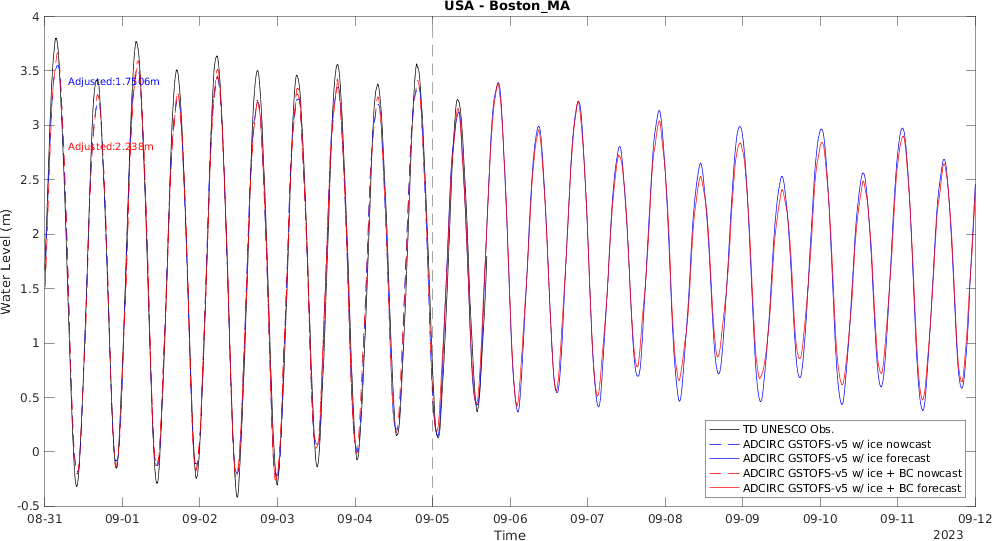 USA - Boston_MA
4
3.5
3
2.5
2
1.5
1
0.5
0
-0.5
Water Level (m)
Adjusted:1.7506m
Adjusted:2.238m
TD UNESCO Obs.
ADCIRC GSTOFS-v5 w/ ice nowcast
ADCIRC GSTOFS-v5 w/ ice forecast
ADCIRC GSTOFS-v5 w/ ice + BC nowcast
ADCIRC GSTOFS-v5 w/ ice + BC forecast
08-31 09-01 09-02 09-03 09-04 09-05 09-06 09-07 09-08 09-09 09-10 09-11 09-12
Time
2023